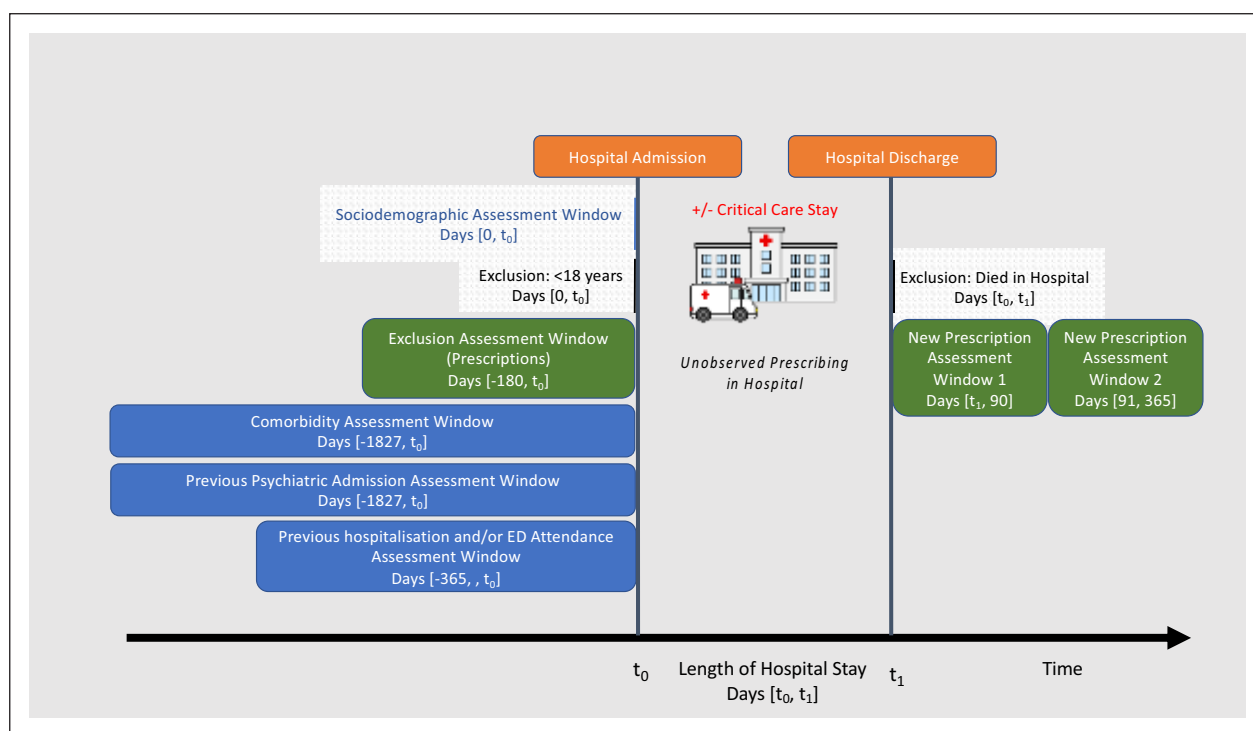 Hospital Admission
Hospital Discharge
Sociodemographic Assessment Window
Days [0, t₀]
+/- Critical Care Stay
Exclusion: <18 years
Days [0, t₀]
Exclusion: Died in Hospital
Days [t₀, t₁]
Exclusion Assessment Window
(Prescriptions)
Days [-180, t₀]
Unobserved Prescribing
in Hospital
New Prescription
Assessment
Window 1
Days [t₁, 90]
New Prescription
Assessment
Window 2
Days [91, 365]
Comorbidity Assessment Window
Days [-1827, t₀]
Previous Psychiatric Admission Assessment Window
Days [-1827, t₀]
Previous hospitalisation and/or ED Attendance
Assessment Window
Days [-365, , t₀]
t₀
Length of Hospital Stay
Days [t₀, t₁]
t₁
Time